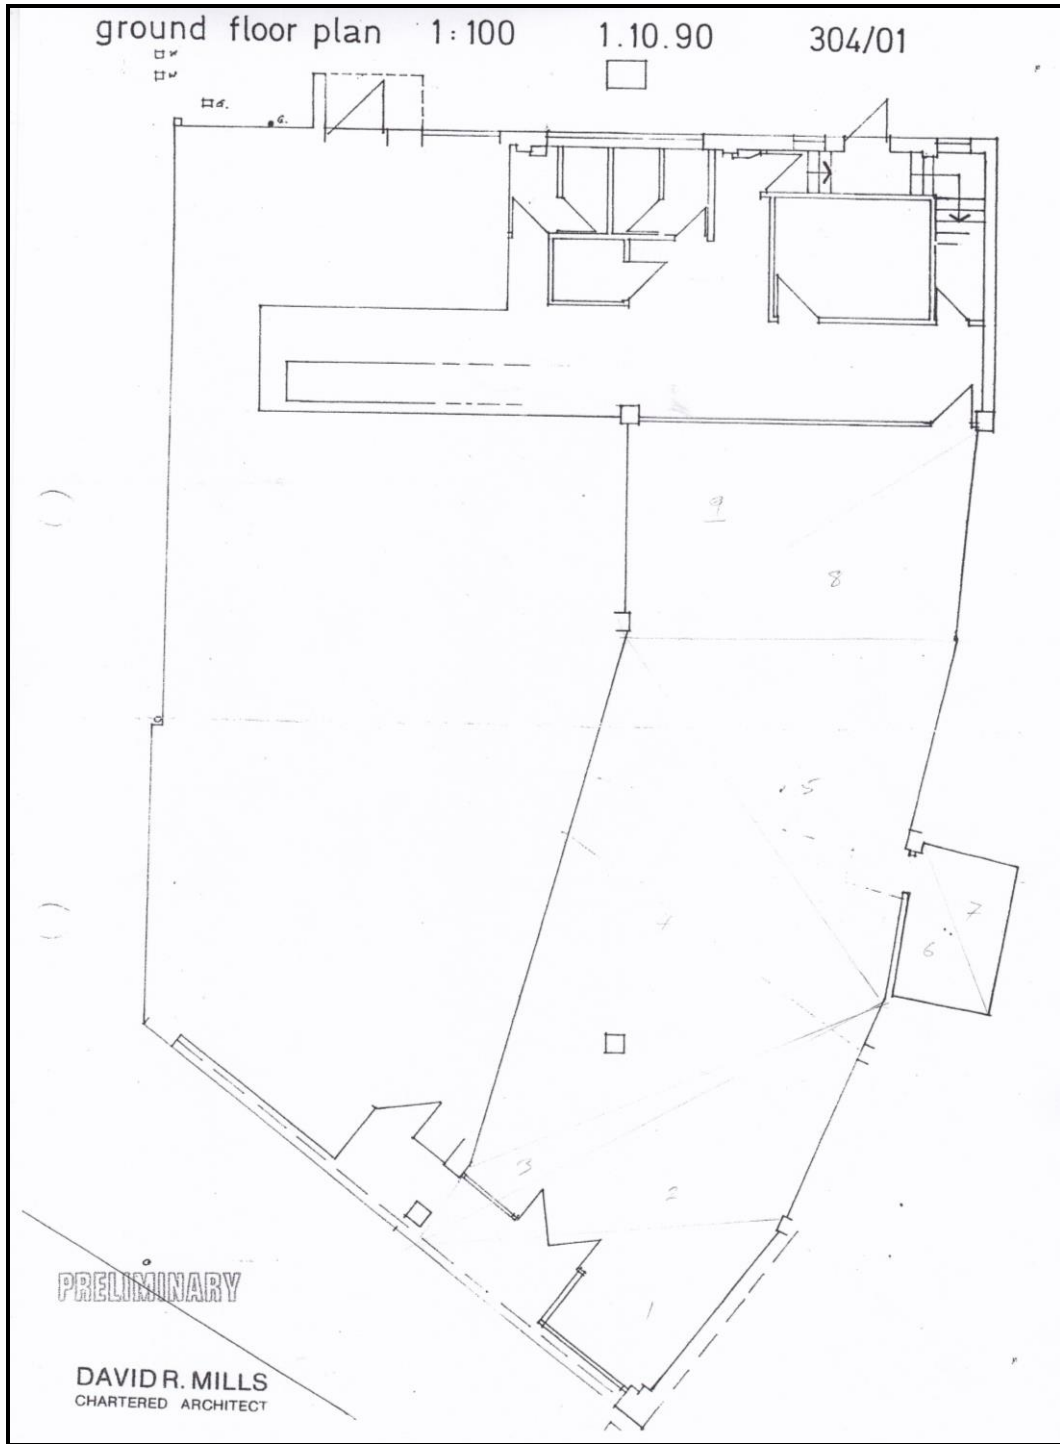 ground floor plan 1:100 1.10.90 304/01
G.
9
8
5
4
7
6
3
2
1
PRELIMINARY
DAVID R. MILLS
CHARTERED ARCHITECT